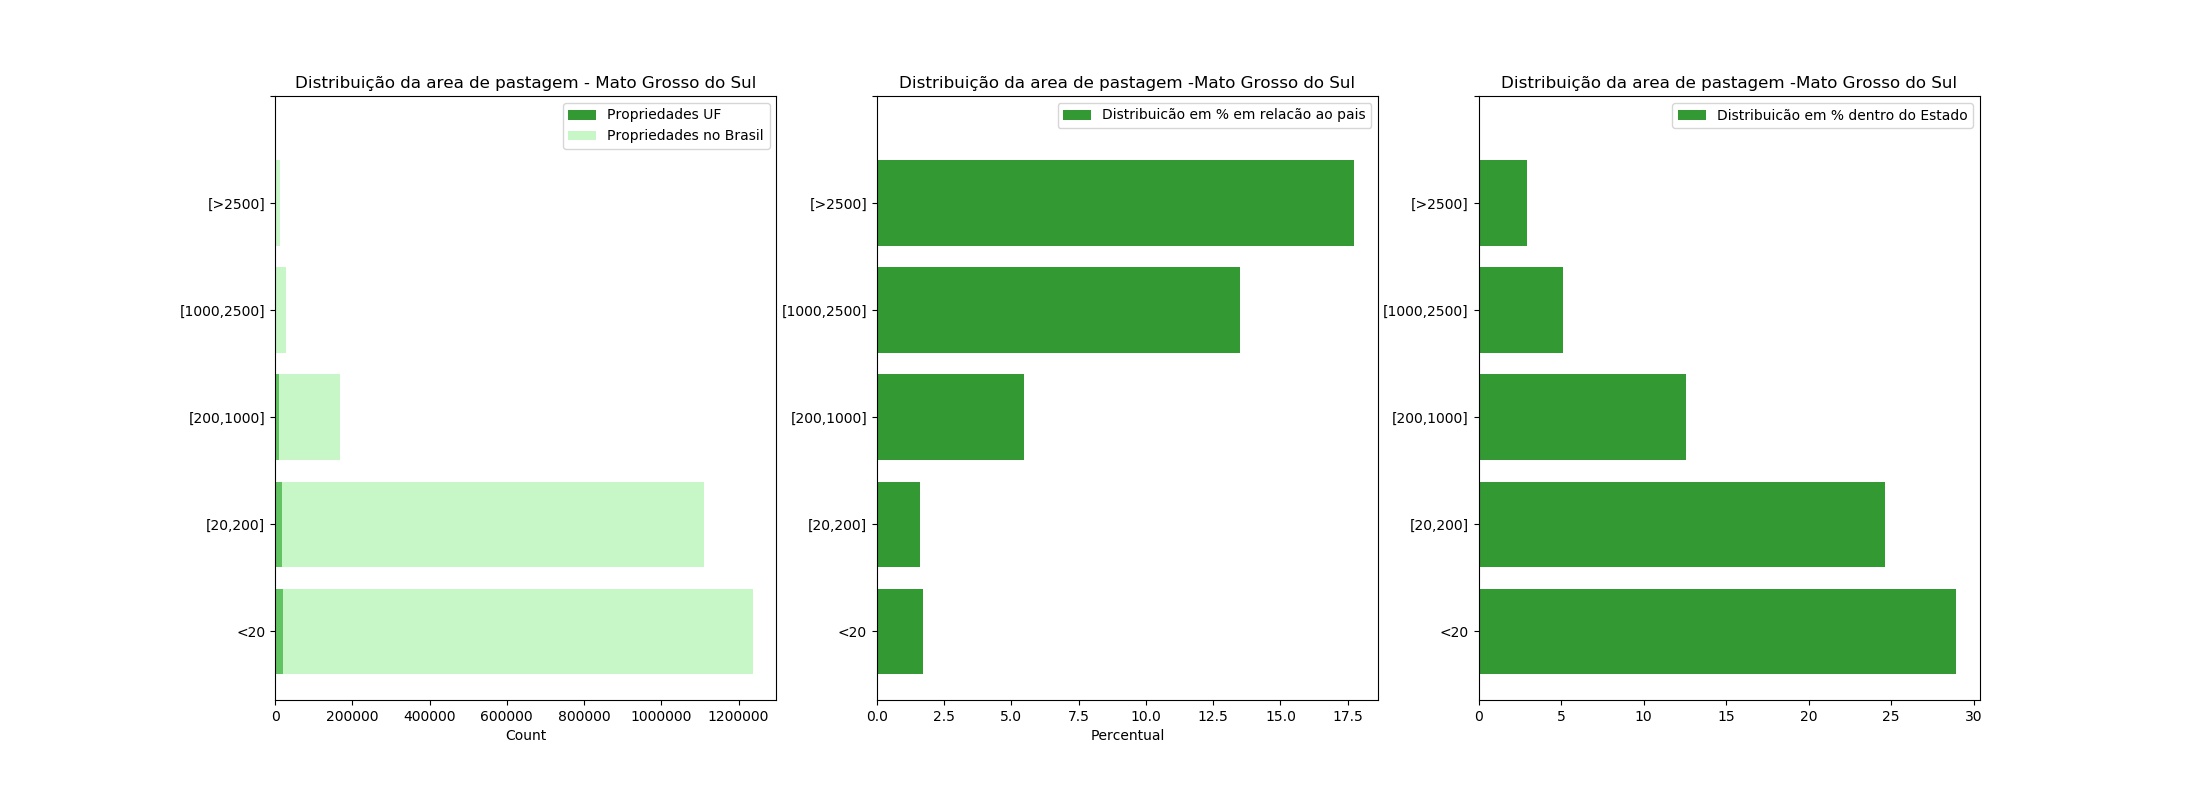 Distribuição da area de pastagem - Mato Grosso do Sul
Propriedades UF
Propriedades no Brasil
[>2500]
[1000,2500]
[200,1000]
[20,200]
<20
0 200000 400000 600000 800000 1000000 1200000
Count
Distribuição da area de pastagem -Mato Grosso do Sul
Distribuicão em % em relacão ao pais
[>2500]
[1000,2500]
[200,1000]
[20,200]
<20
0.0 2.5 5.0 7.5 10.0 12.5 15.0 17.5
Percentual
Distribuição da area de pastagem -Mato Grosso do Sul
Distribuicão em % dentro do Estado
[>2500]
[1000,2500]
[200,1000]
[20,200]
<20
0 5 10 15 20 25 30